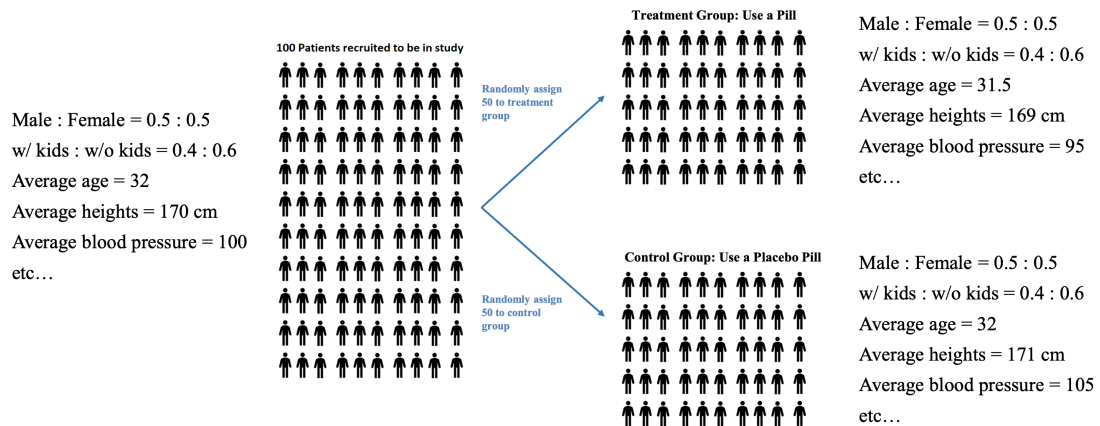 Male : Female = 0.5 : 0.5
w/ kids : w/o kids = 0.4 : 0.6
Average age = 32
Average heights = 170 cm
Average blood pressure = 100
etc…
100 Patients recruited to be in study
Randomly assign
50 to treatment
group
Randomly assign
50 to control
group
Treatment Group: Use a Pill
Male : Female = 0.5 : 0.5
w/ kids : w/o kids = 0.4 : 0.6
Average age = 31.5
Average heights = 169 cm
Average blood pressure = 95
etc…
Control Group: Use a Placebo Pill
Male : Female = 0.5 : 0.5
w/ kids : w/o kids = 0.4 : 0.6
Average age = 32
Average heights = 171 cm
Average blood pressure = 105
etc…